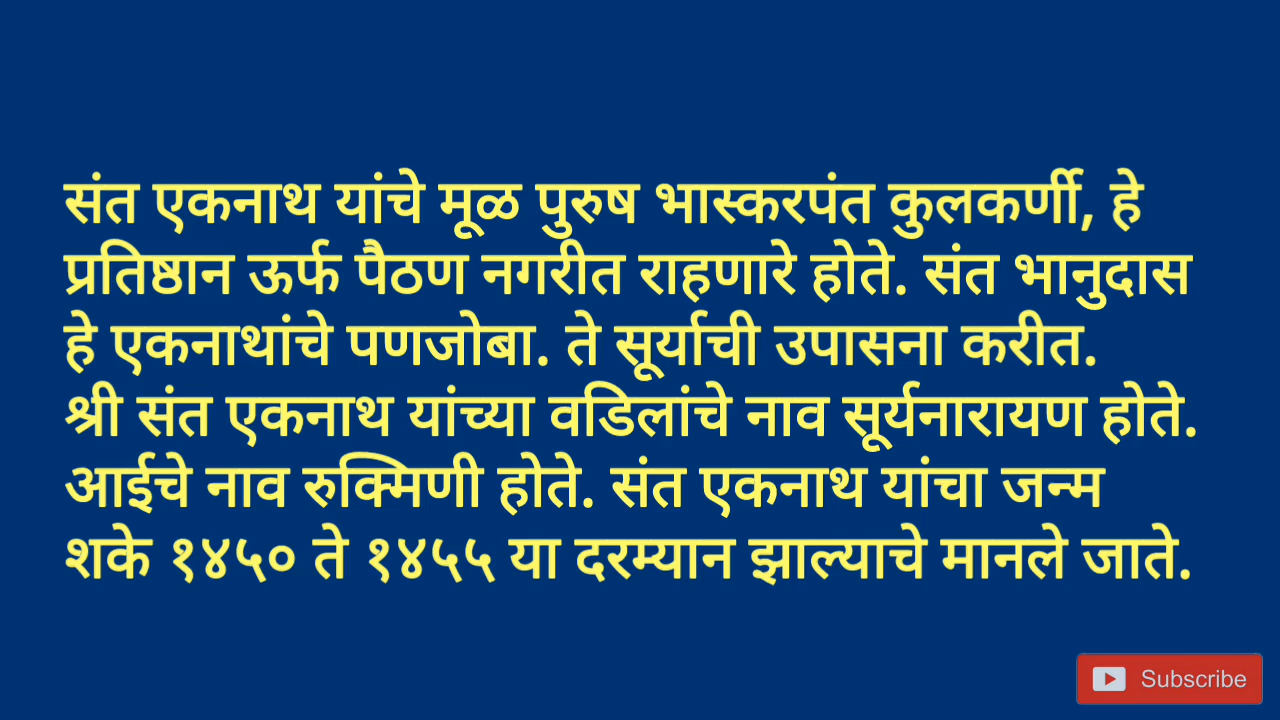 संत एकनाथ यांचे मूळ पुरुष भास्करपंत कुलकर्णी, हे
प्रतिष्ठान ऊर्फ पैठण नगरीत राहणारे होते. संत भानुदास
हे एकनाथांचे पणजोबा. ते सूर्याची उपासना करीत.
श्री संत एकनाथ यांच्या वडिलांचे नाव सूर्यनारायण होते.
आईचे नाव रुक्मिणी होते. संत एकनाथ यांचा जन्म
शके १४५० ते १४५५ या दरम्यान झाल्याचे मानले जाते.
Subscribe